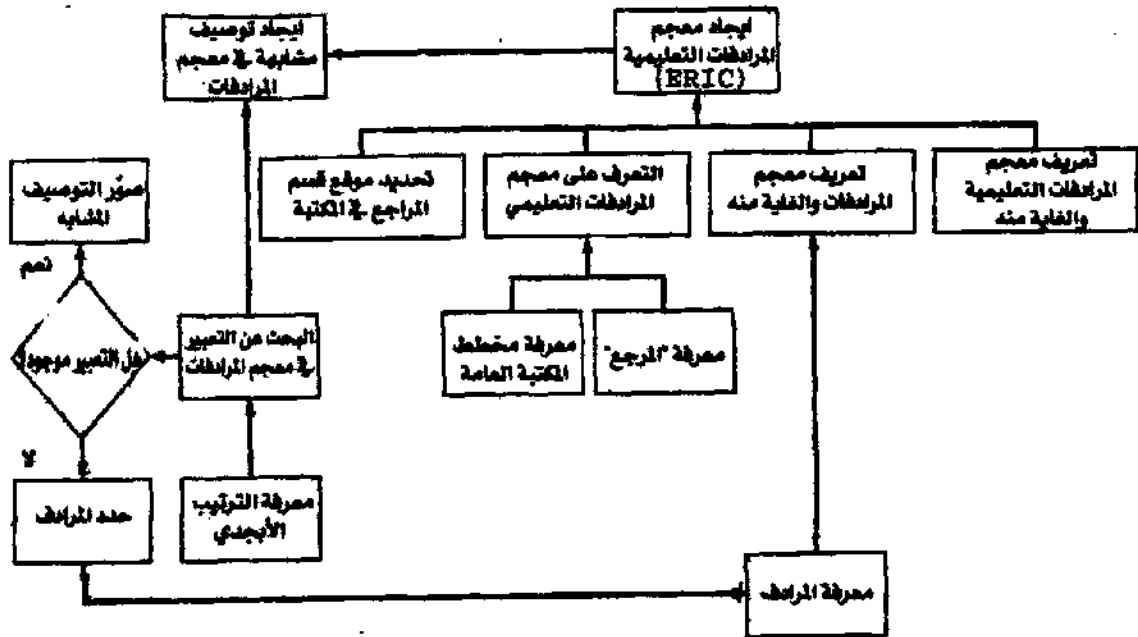 ايجاد معجم
المرادفات التعليمية
(ERIC)
ايجاد توصيف
مشابهة في معجم
المرادفات
تعريف معجم
المرادفات التعليمية
والغاية منه
تعريف معجم
المرادفات والغاية منه
التعرف على معجم
المرادفات التعليمي
تحديد موقع قسم
المراجع في المكتبة
صوّر التوصيف
المشابه
نعم
هل التعبير موجود؟
البحث عن التعبير
في معجم المرادفات
معرفة "المرجع"
معرفة مخطط
المكتبة العامة
لا
حدد المرادف
معرفة الترتيب
الأبجدي
معرفة المرادف